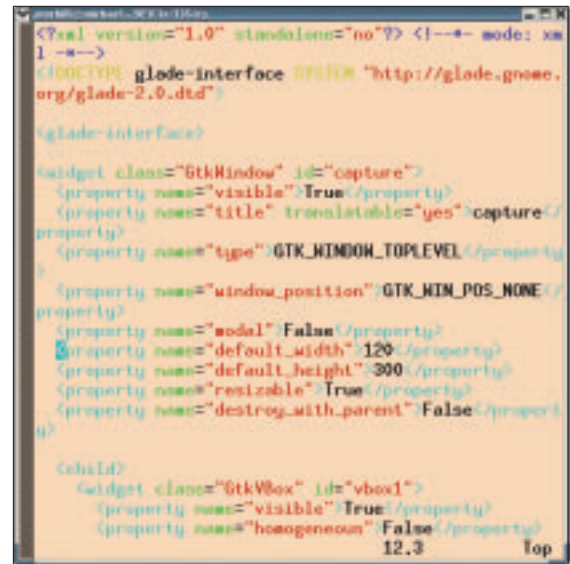 <?xml version="1.0" standalone="no"?> <!--*- mode: xm
l -*-->
<!DOCTYPE glade-interface SYSTEM "http://glade.gnome.
org/glade-2.0.dtd">
<glade-interface>
<widget class="GtkWindow" id="capture">
<property name="visible">True</property>
<property name="title" translatable="yes">capture</
property>
<property name="type">GTK_WINDOW_TOPLEVEL</property
>
<property name="window_position">GTK_WIN_POS_NONE</
property>
<property name="modal">False</property>
<property name="default_width">120</property>
<property name="default_height">300</property>
<property name="resizable">True</property>
<property name="destroy_with_parent">False</propert
y>
<child>
<widget class="GtkVBox" id="vbox1">
<property name="visible">True</property>
<property name="homogeneous">False</property>
12,3 Top